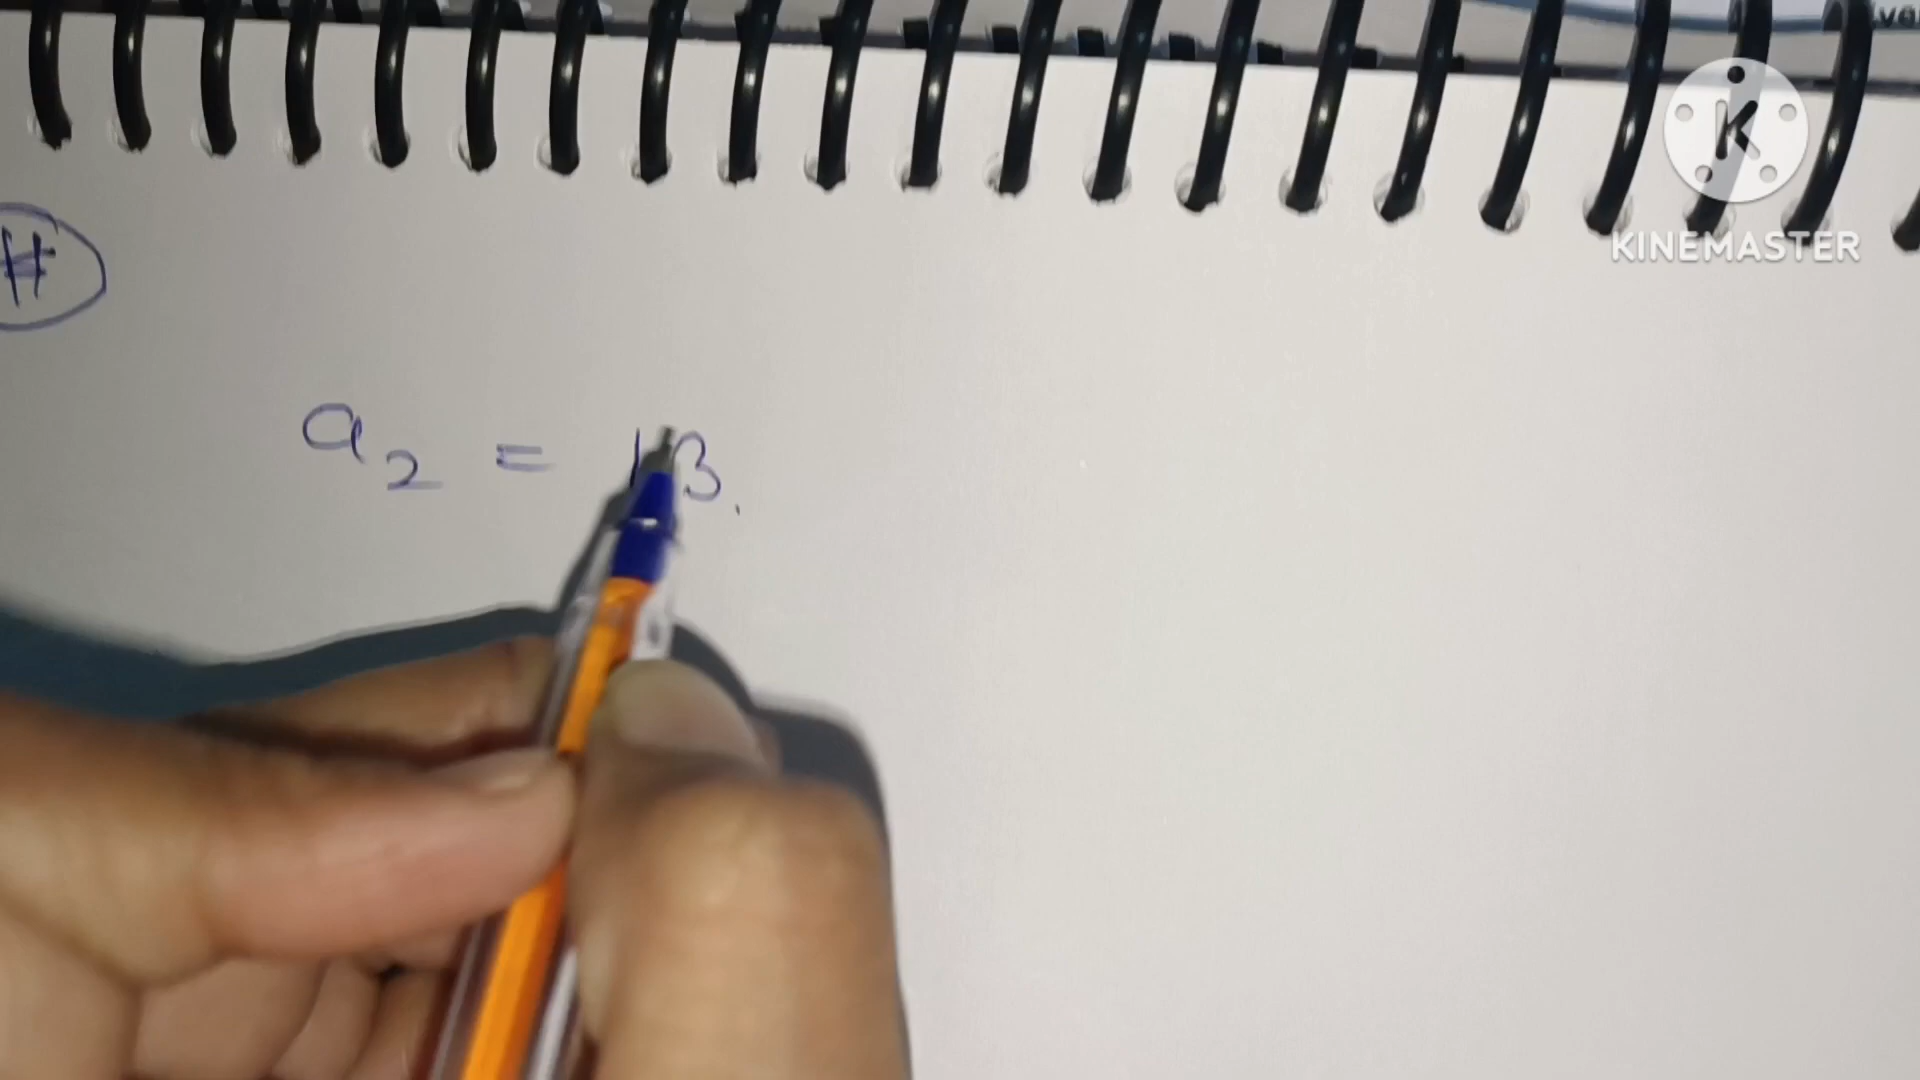 #
a₂ = 13.
KINEMASTER